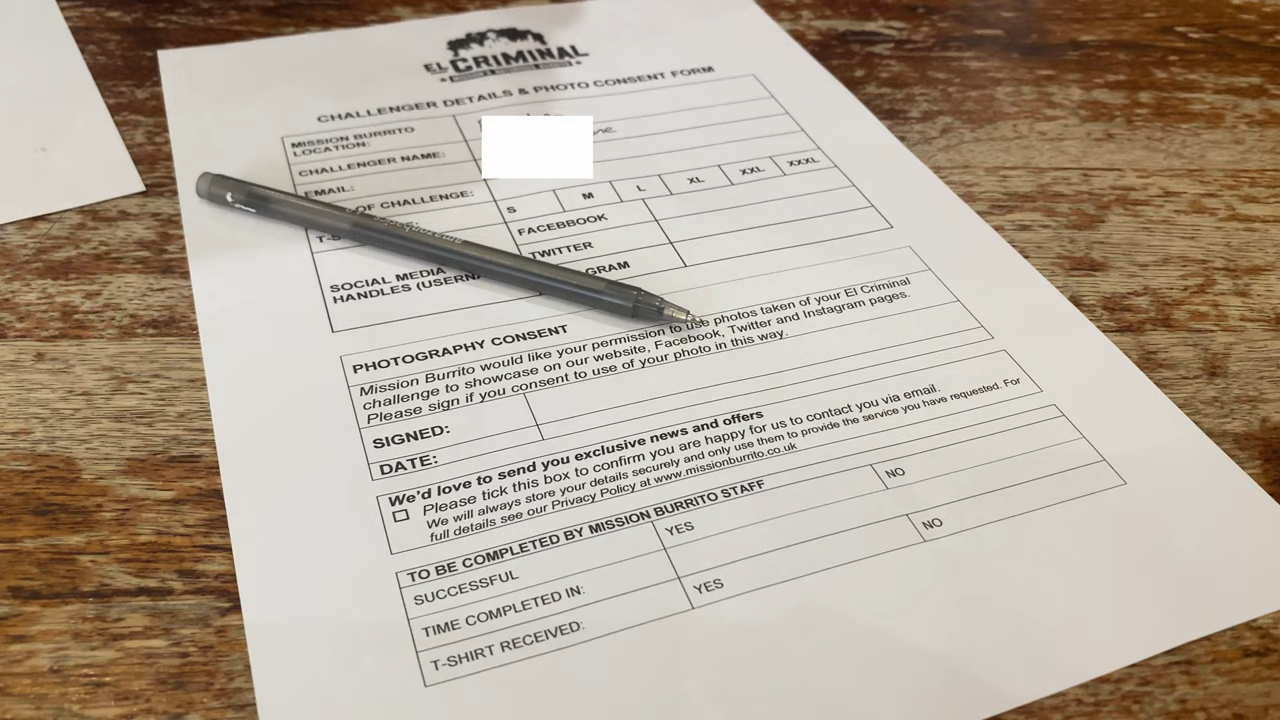 EL CRIMINAL
CHALLENGER DETAILS & PHOTO CONSENT FORM
MISSION BURRITO
LOCATION:
CHALLENGER NAME:
EMAIL:
OF CHALLENGE:
S M L XL XXL XXXL
SOCIAL MEDIA
HANDLES
FACEBBOOK
TWITTER
PHOTOGRAPHY CONSENT
Mission Burrito would like your permission to use photos taken of your El Criminal
challenge to showcase on our website, Facebook, Twitter and Instagram pages.
Please sign if you consent to use of your photo in this way.
SIGNED:
DATE:
We'd love to send you exclusive news and offers
Please tick this box to confirm you are happy for us to contact you via email.
We will always store your details securely and only use them to provide the service you have requested. For
full details see our Privacy Policy at www.missionburrito.co.uk
TO BE COMPLETED BY MISSION BURRITO STAFF
SUCCESSFUL YES NO
TIME COMPLETED IN:
T-SHIRT RECEIVED: YES NO